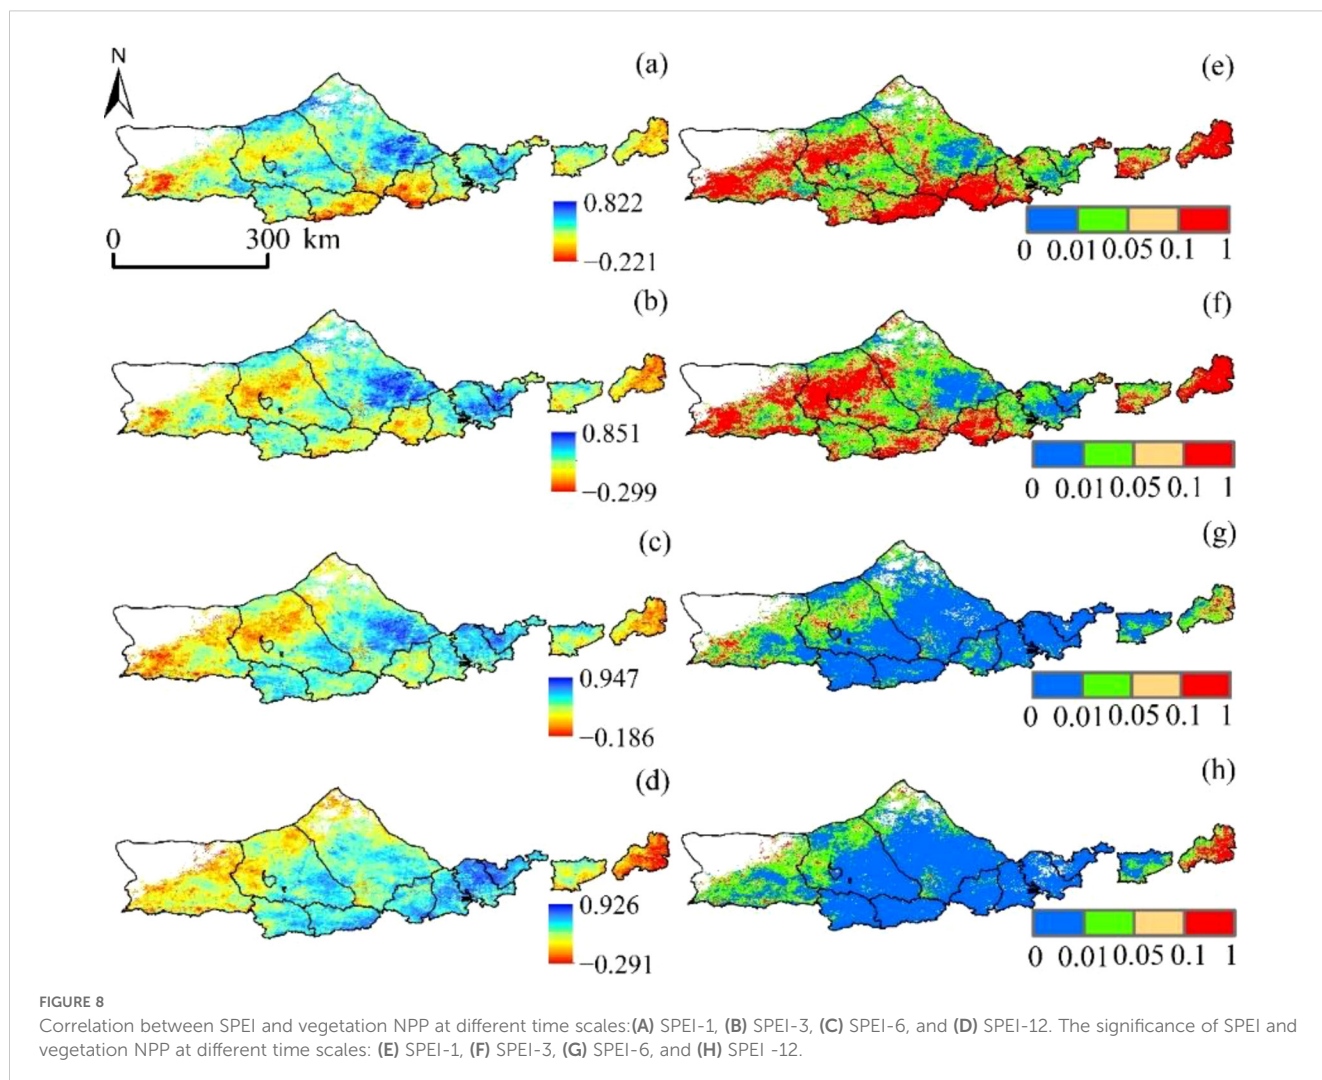 N
(a)
(e)
0.822
−0.221
0 300 km
0 0.01 0.05 0.1 1
(b)
(f)
0.851
−0.299
0 0.01 0.05 0.1 1
(c)
(g)
0.947
−0.186
0 0.01 0.05 0.1 1
(d)
(h)
0.926
−0.291
0 0.01 0.05 0.1 1
FIGURE 8
Correlation between SPEI and vegetation NPP at different time scales:(A) SPEI-1, (B) SPEI-3, (C) SPEI-6, and (D) SPEI-12. The significance of SPEI and
vegetation NPP at different time scales: (E) SPEI-1, (F) SPEI-3, (G) SPEI-6, and (H) SPEI -12.